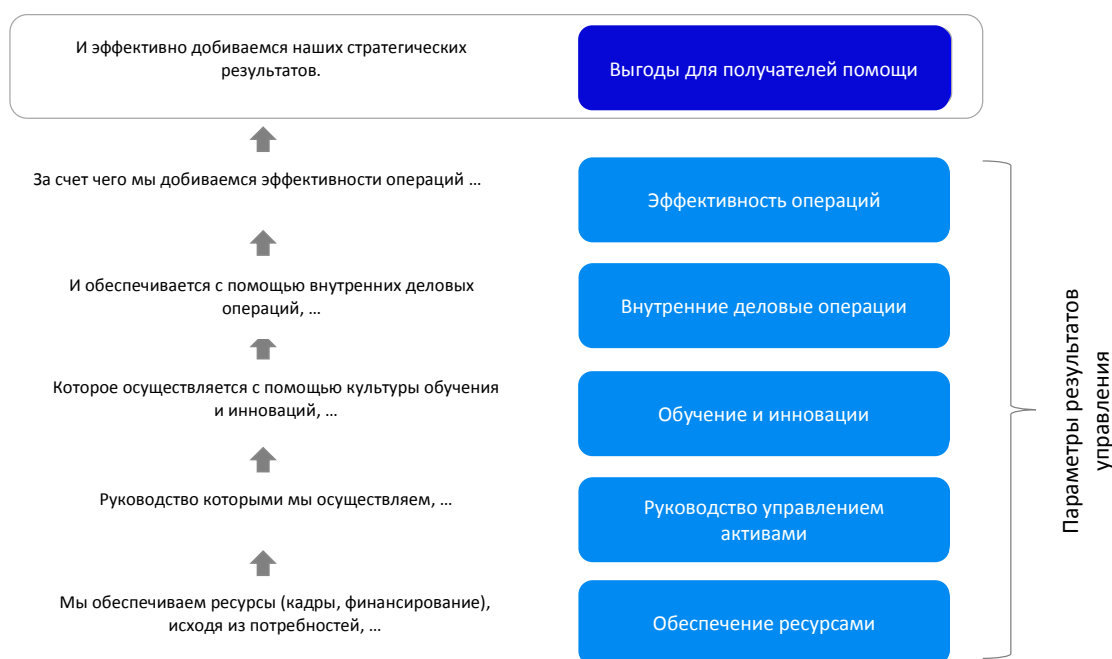 И эффективно добиваемся наших стратегических
результатов.
Выгоды для получателей помощи
За счет чего мы добиваемся эффективности операций ...
Эффективность операций
И обеспечивается с помощью внутренних деловых
операций, ...
Внутренние деловые операции
Которое осуществляется с помощью культуры обучения
и инноваций, ...
Обучение и инновации
Руководство которыми мы осуществляем, ...
Руководство управлением
активами
Мы обеспечиваем ресурсы (кадры, финансирование),
исходя из потребностей, ...
Обеспечение ресурсами
Параметры результатов
управления